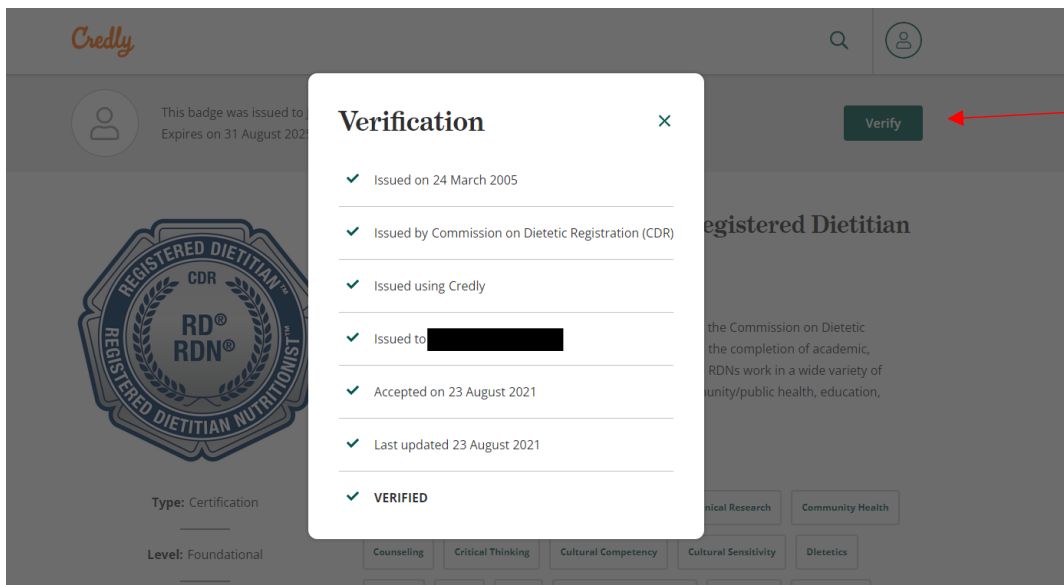 Credly
This badge was issued to
Expires on 31 August 202
Verify
Verification
Issued on 24 March 2005
Issued by Commission on Dietetic Registration (CDR)
Issued using Credly
Issued to
Accepted on 23 August 2021
Last updated 23 August 2021
VERIFIED
REGISTERED DIETITIAN™
CDR
RD®
RDN®
REGISTERED DIETITIAN NUTRITIONIST™
egistered Dietitian
the Commission on Dietetic
the completion of academic,
RDNs work in a wide variety of
unity/public health, education,
Type: Certification
Level: Foundational
nical Research
Community Health
Counseling
Critical Thinking
Cultural Competency
Cultural Sensitivity
Dietetics